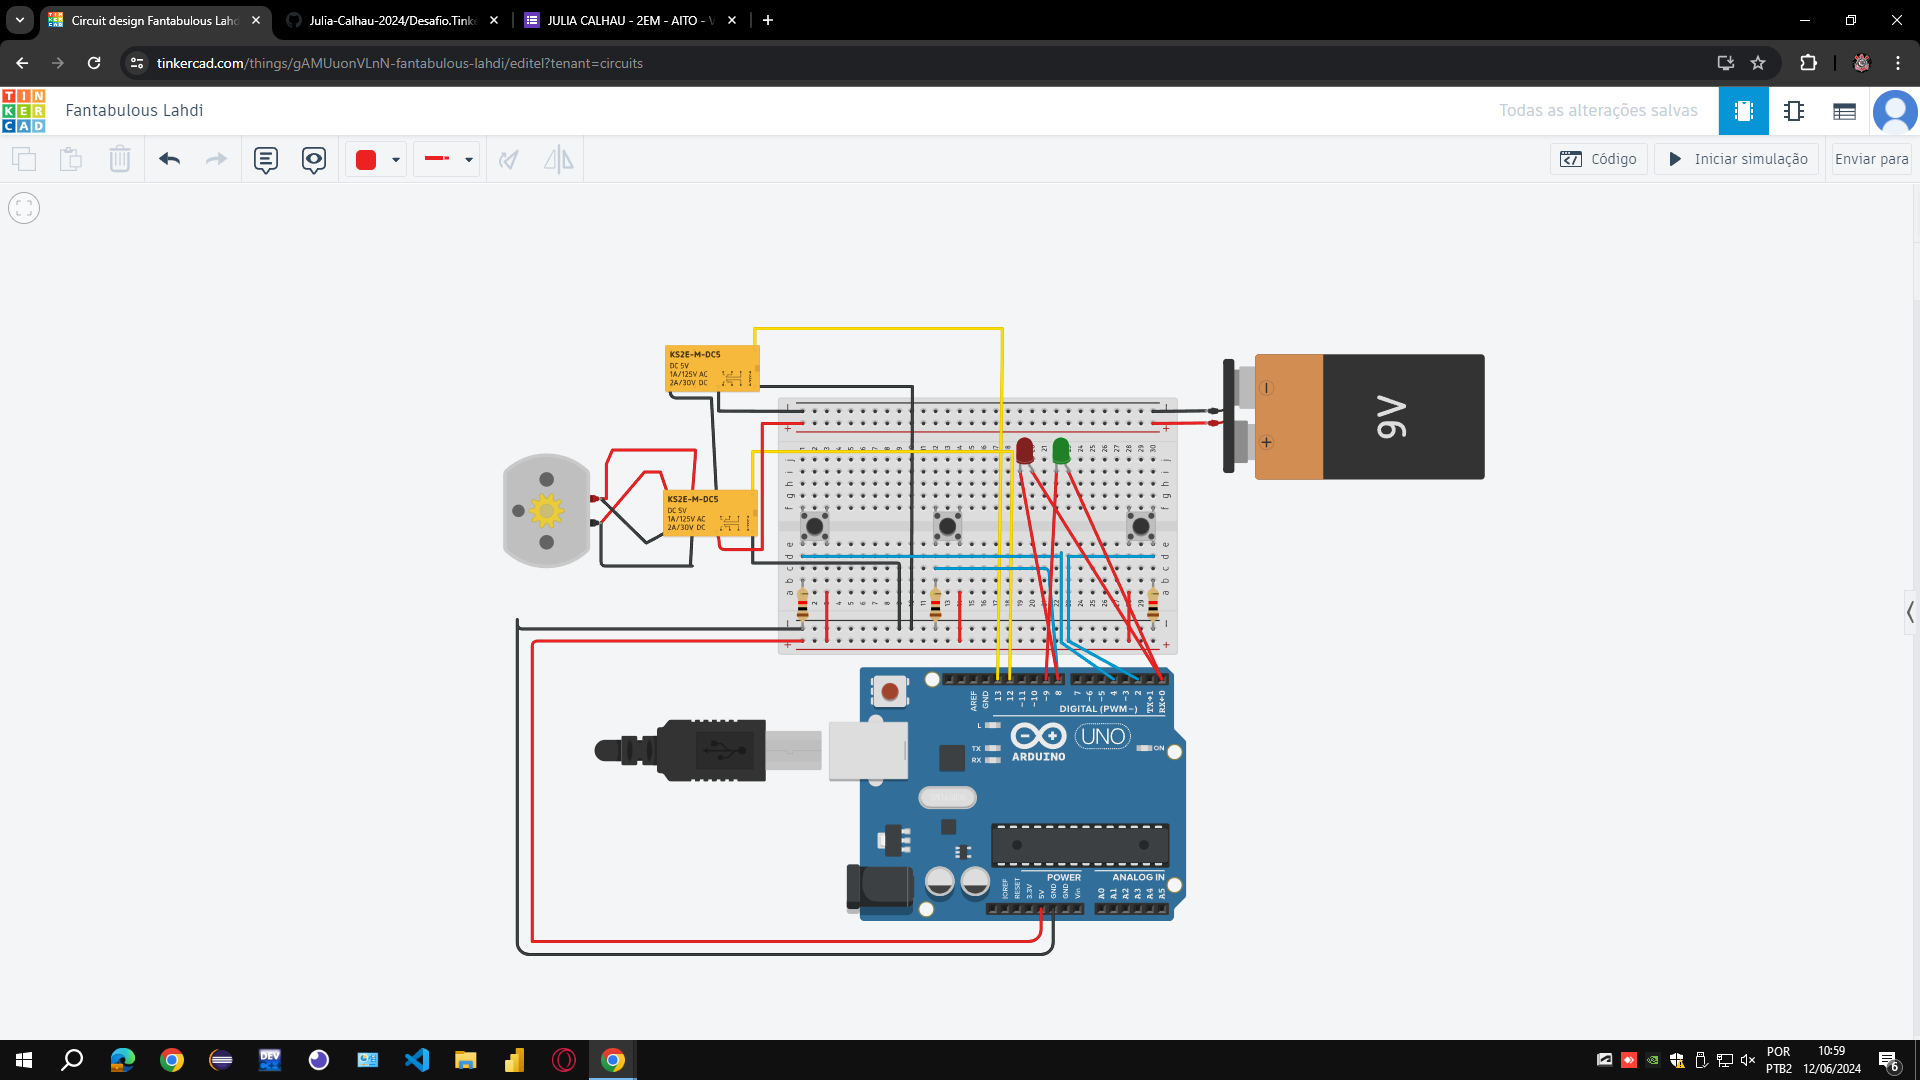 Circuit design Fantabulous Lahdi
Julia-Calhau-2024/Desafio.Tinke
JULIA CALHAU - 2EM - AITO - V
tinkercad.com/things/gAMUuonVLnN-fantabulous-lahdi/editel?tenant=circuits
TIN
KER
CAD
Fantabulous Lahdi
Todas as alterações salvas
Código
Iniciar simulação
Enviar para
KS2E-M-DC5
DC 5V
1A/125V AC
2A/30V DC
9V
KS2E-M-DC5
DC 5V
1A/125V AC
2A/30V DC
AREF
GND
13
12
~11
~10
~9
8
7
~6
~5
4
~3
2
TX→1
RX←0
DIGITAL (PWM~)
L
TX
RX
ARDUINO
UNO
ON
POWER
ANALOG IN
IOREF
RESET
3.3V
5V
GND
GND
Vin
A0
A1
A2
A3
A4
A5
DEV
POR
PTB2
10:59
12/06/2024
6